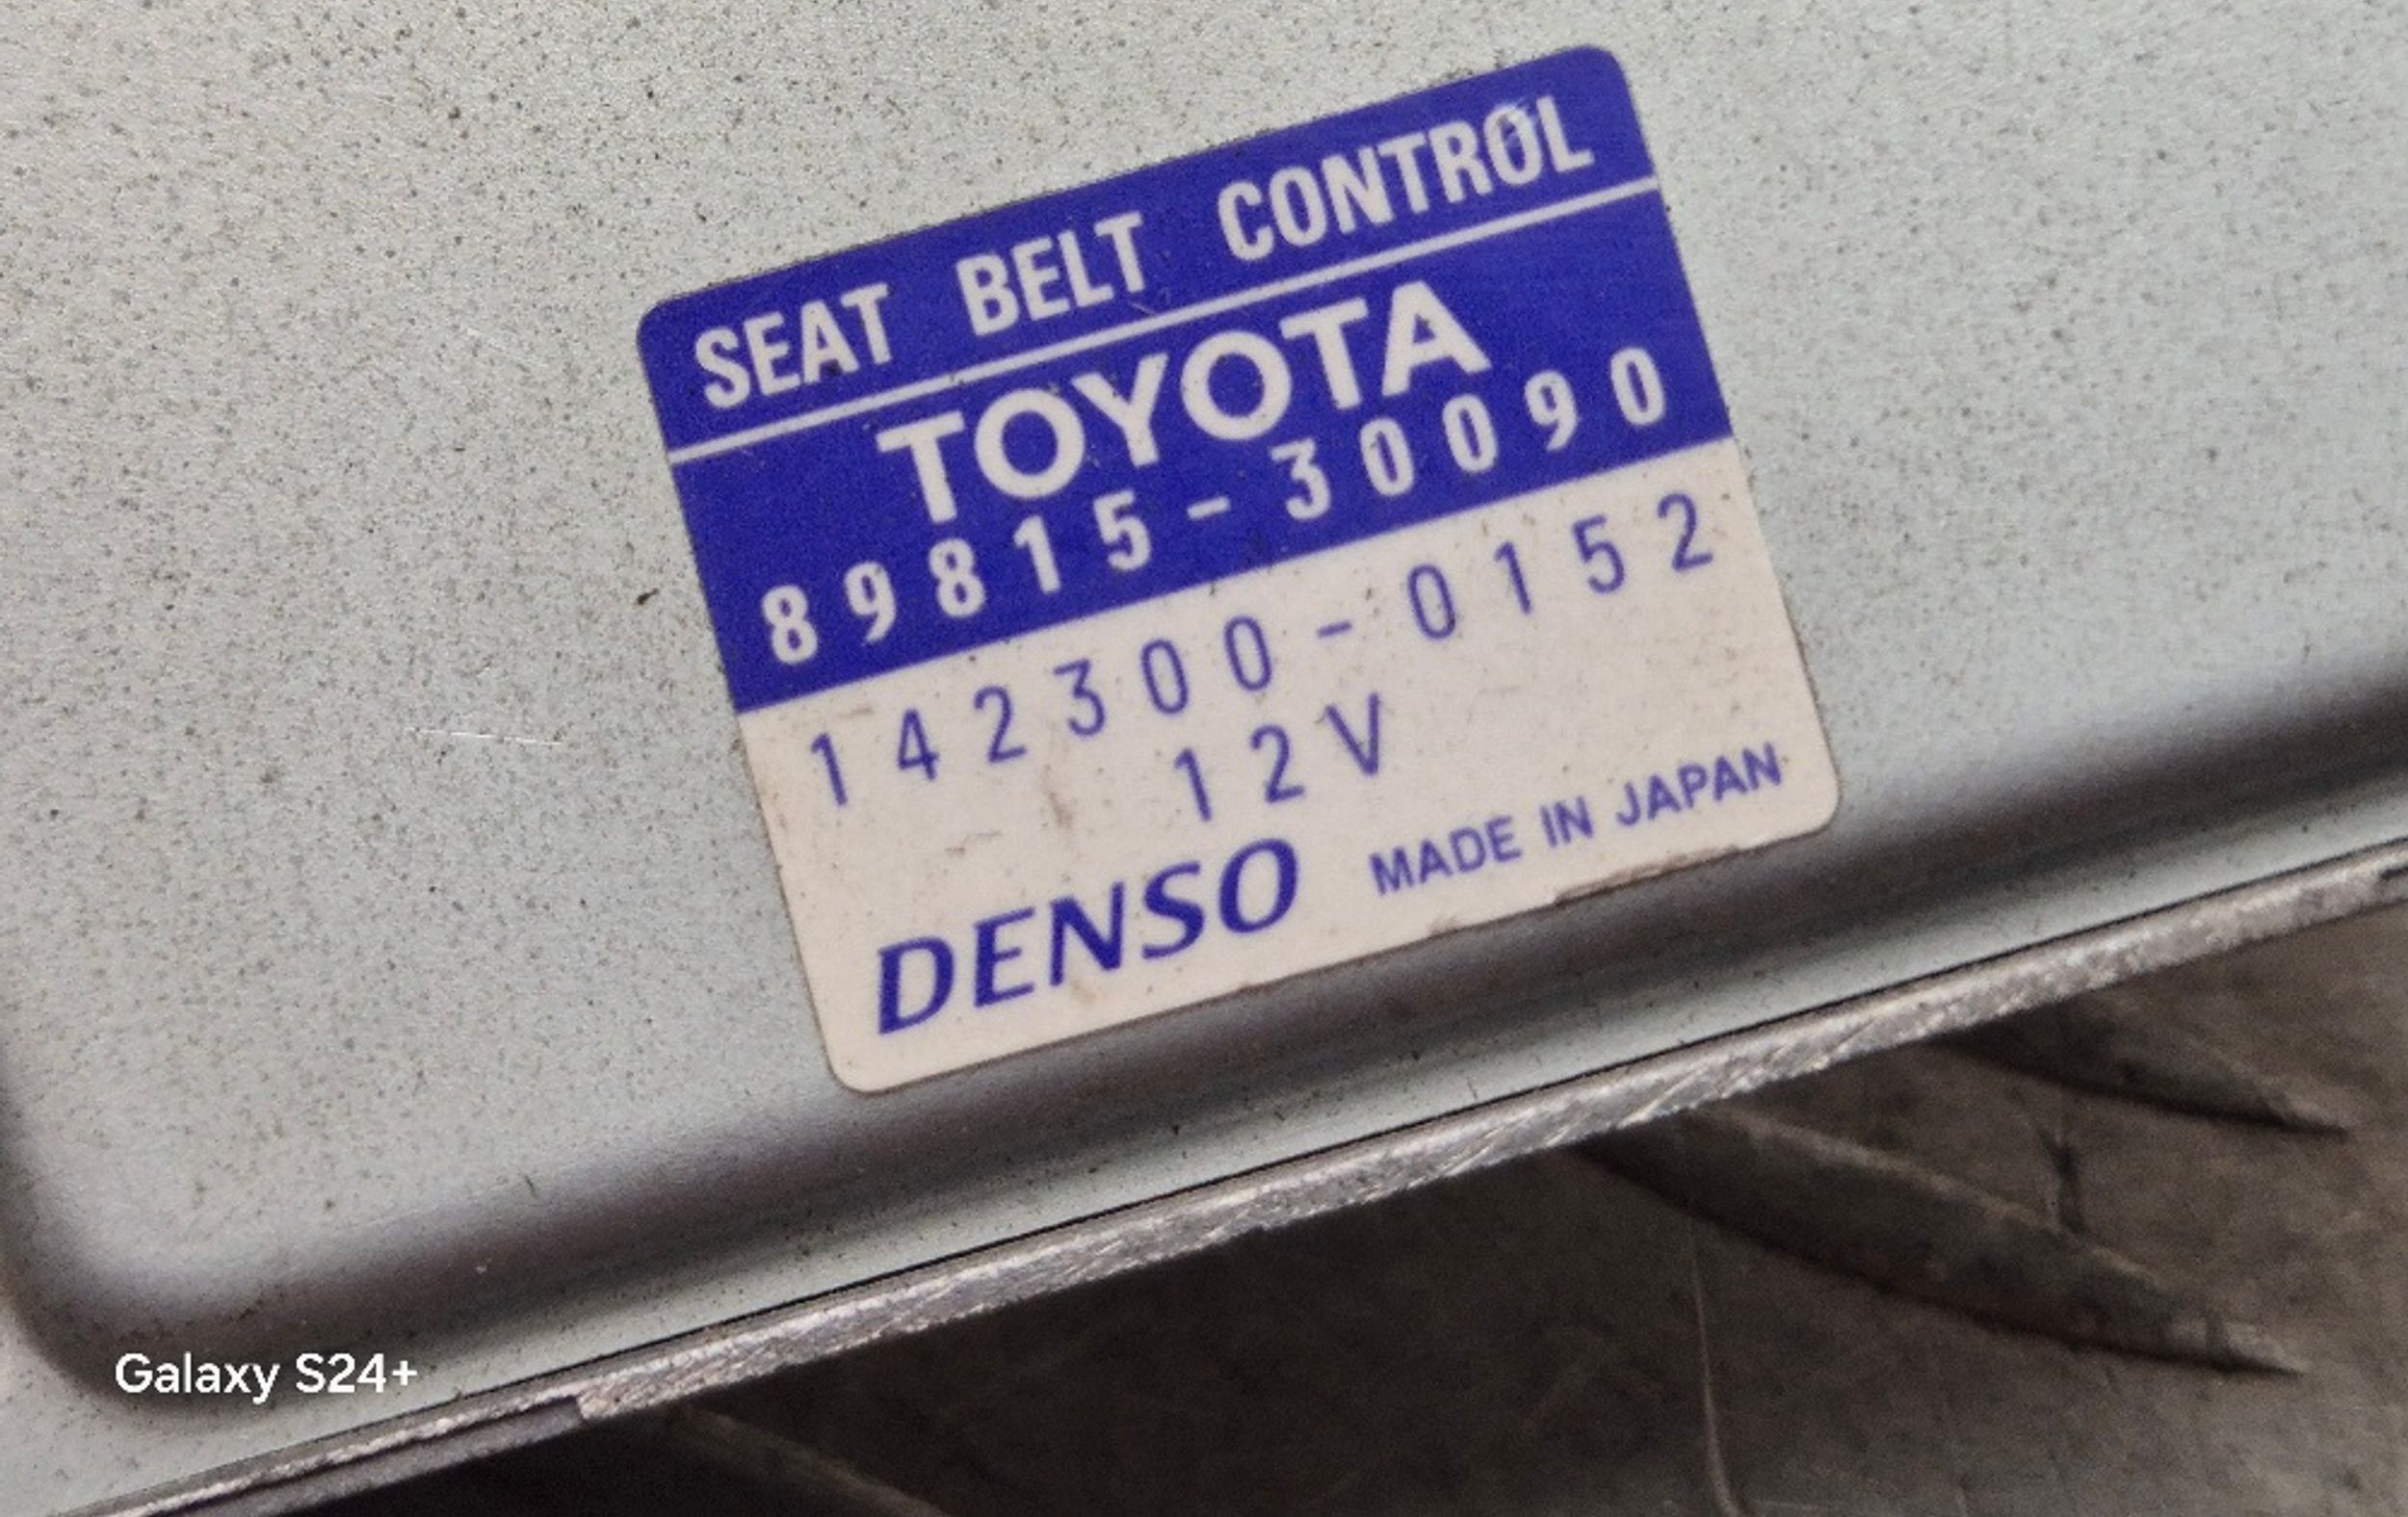 SEAT BELT CONTROL
TOYOTA
89815-30090
142300-0152
12V
DENSO MADE IN JAPAN
Galaxy S24+